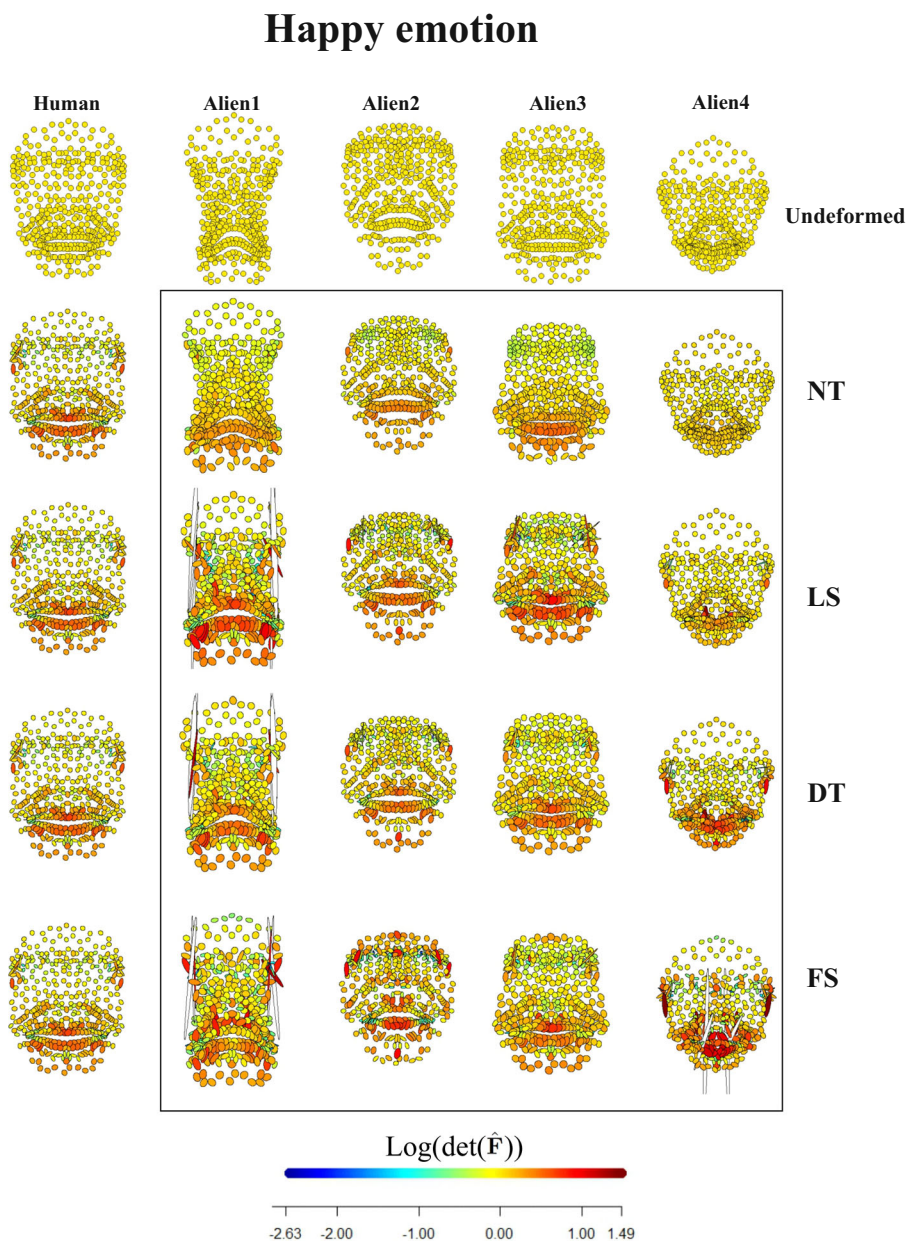 Happy emotion
Human Alien1 Alien2 Alien3 Alien4
Undeformed
NT
LS
DT
FS
Log(det(F̂))
-2.63 -2.00 -1.00 0.00 1.00 1.49